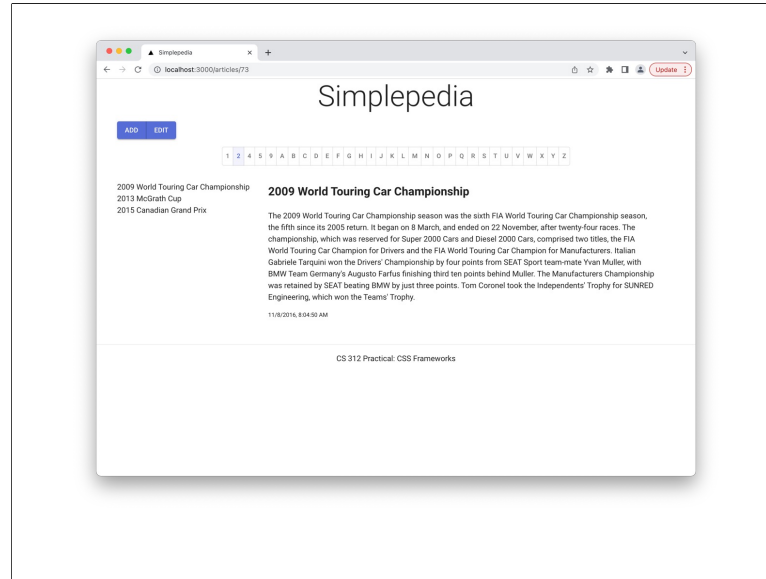 Simplepedia
localhost:3000/articles/73
Update
Simplepedia
ADD EDIT
1 2 4 5 9 A B C D E F G H I J K L M N O P Q R S T U V W X Y Z
2009 World Touring Car Championship
2013 McGrath Cup
2015 Canadian Grand Prix
2009 World Touring Car Championship
The 2009 World Touring Car Championship season was the sixth FIA World Touring Car Championship season,
the fifth since its 2005 return. It began on 8 March, and ended on 22 November, after twenty-four races. The
championship, which was reserved for Super 2000 Cars and Diesel 2000 Cars, comprised two titles, the FIA
World Touring Car Champion for Drivers and the FIA World Touring Car Champion for Manufacturers. Italian
Gabriele Tarquini won the Drivers' Championship by four points from SEAT Sport team-mate Yvan Muller, with
BMW Team Germany's Augusto Farfus finishing third ten points behind Muller. The Manufacturers Championship
was retained by SEAT beating BMW by just three points. Tom Coronel took the Independents' Trophy for SUNRED
Engineering, which won the Teams' Trophy.
11/8/2016, 8:04:50 AM
CS 312 Practical: CSS Frameworks